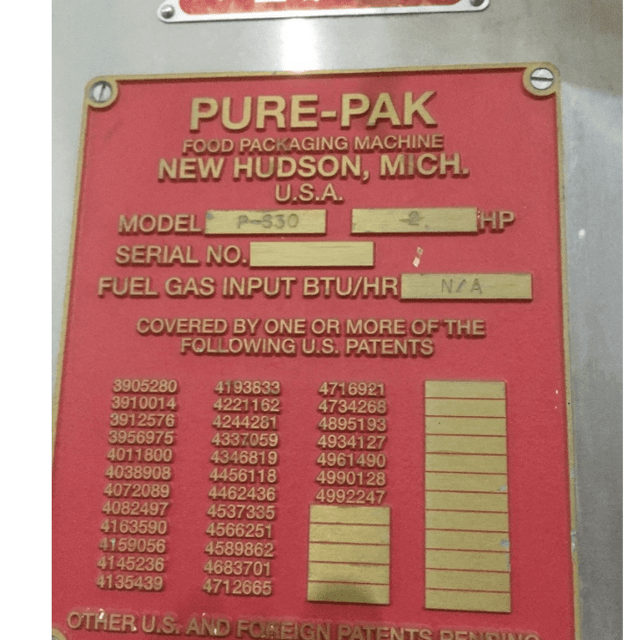 PURE-PAK
FOOD PACKAGING MACHINE
NEW HUDSON, MICH.
U.S.A.
MODEL P-S30 -2 HP
SERIAL NO.
FUEL GAS INPUT BTU/HR N/A
COVERED BY ONE OR MORE OF THE
FOLLOWING U.S. PATENTS
3905280 4193833 4716921
3910014 4221162 4734268
3912576 4244281 4895193
3956975 4337059 4934127
4011800 4346819 4961490
4038908 4456118 4990128
4072089 4462436 4992247
4082497 4537335
4163590 4566251
4159056 4589862
4145236 4683701
4135439 4712665
OTHER U.S. AND FOREIGN PATENTS PENDING